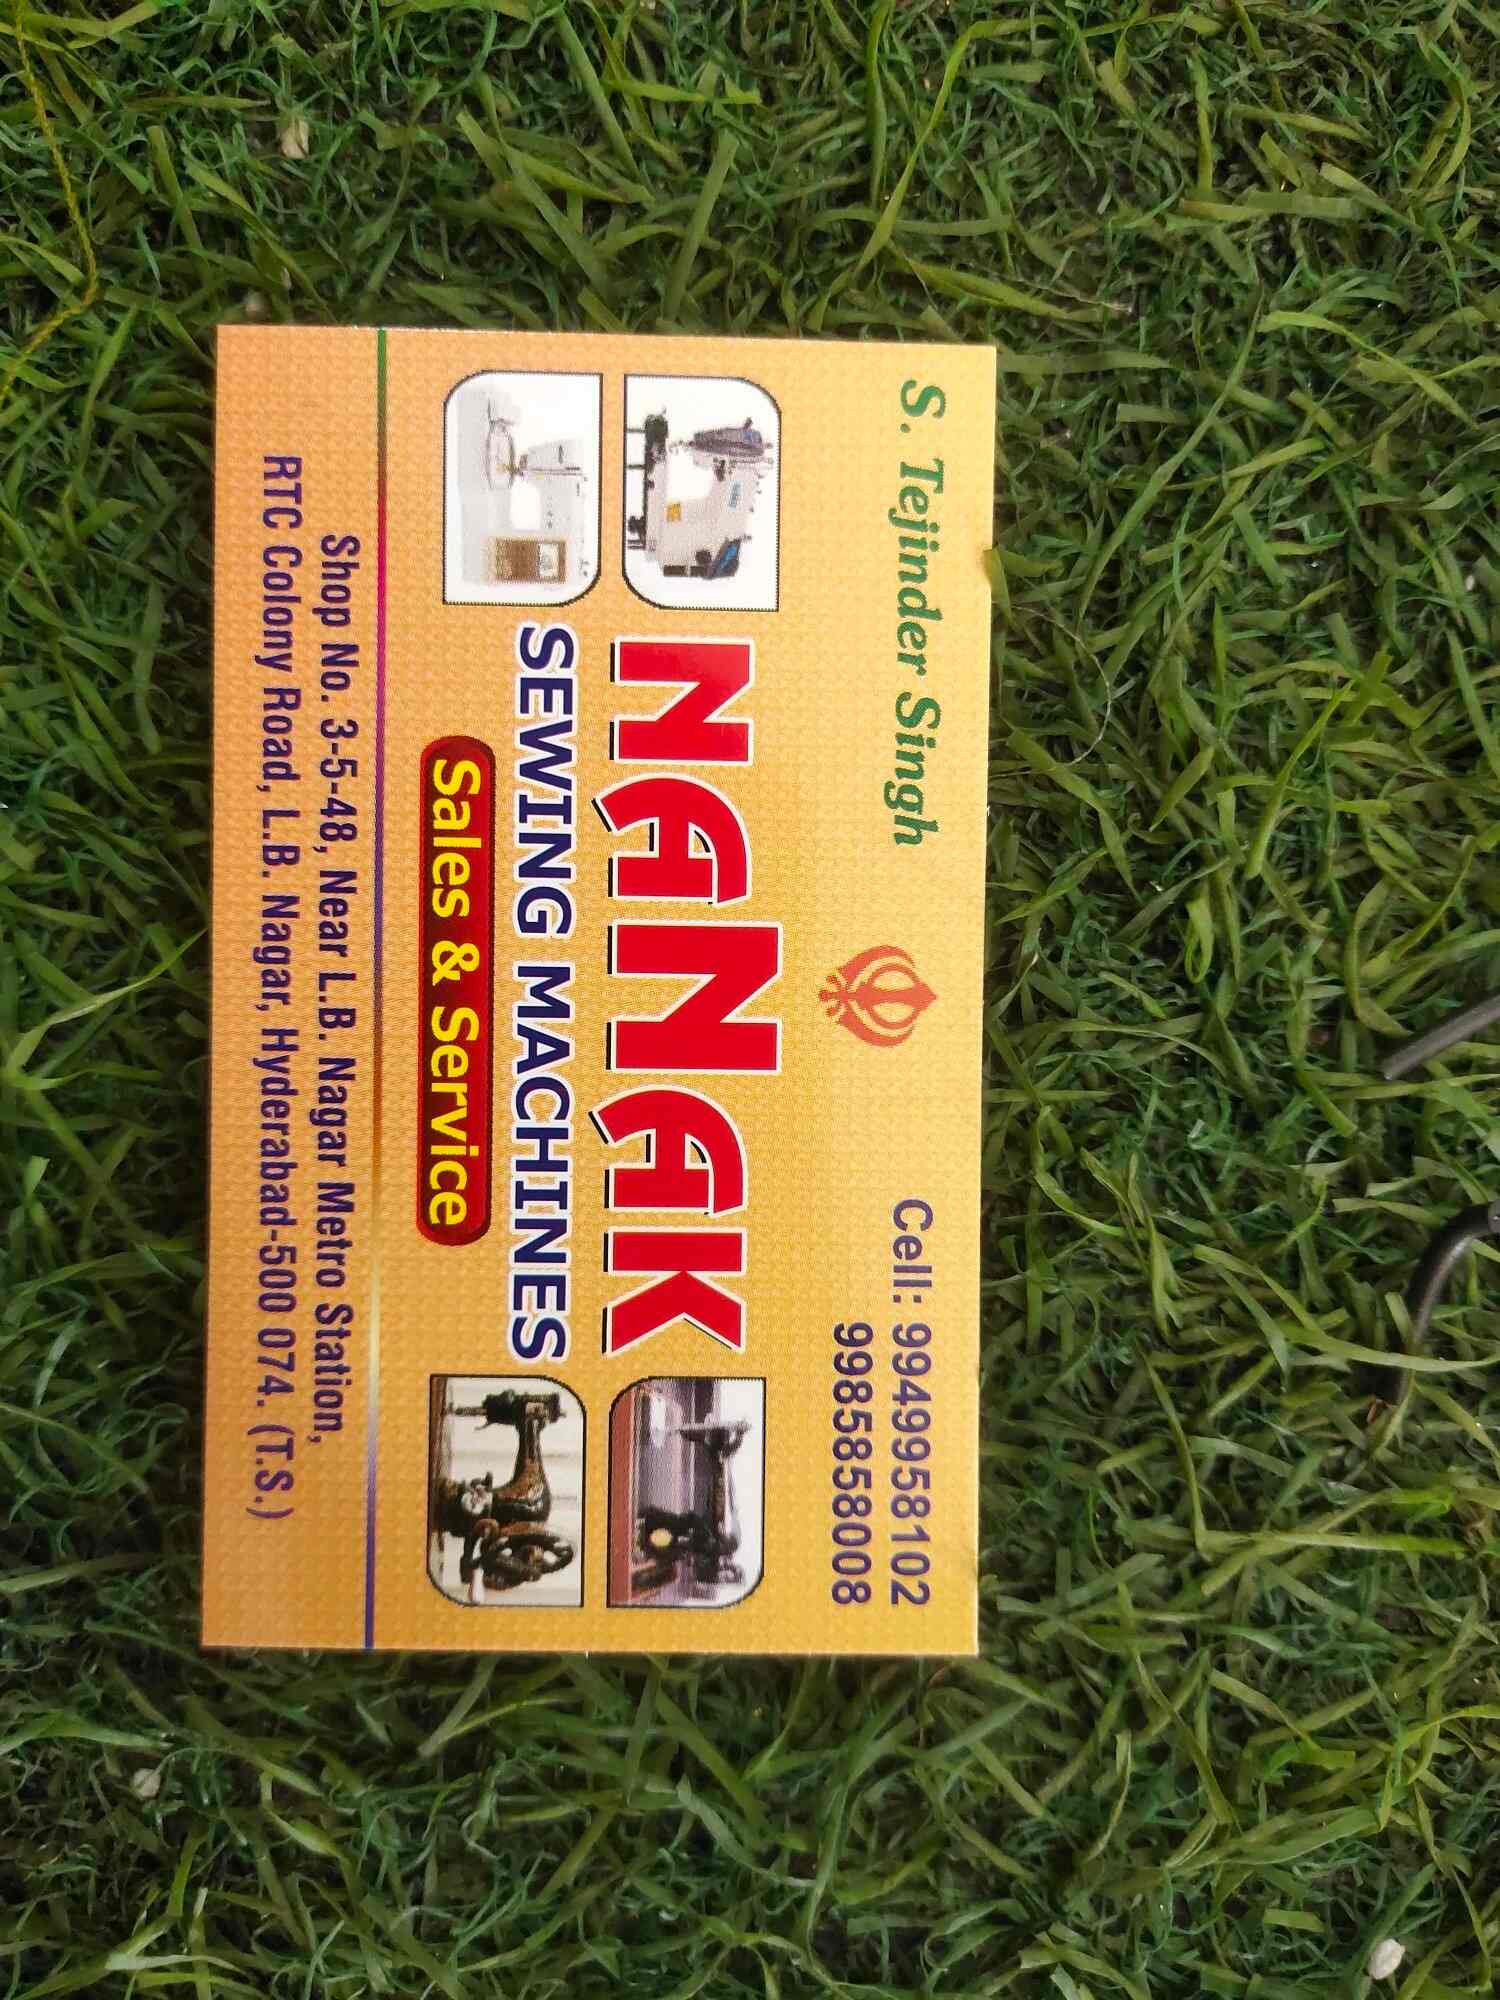 S. Tejinder Singh
Cell: 9949958102
9985858008
NANAK
SEWING MACHINES
Sales & Service
Shop No. 3-5-48, Near L.B. Nagar Metro Station,
RTC Colony Road, L.B. Nagar, Hyderabad-500 074. (T.S.)